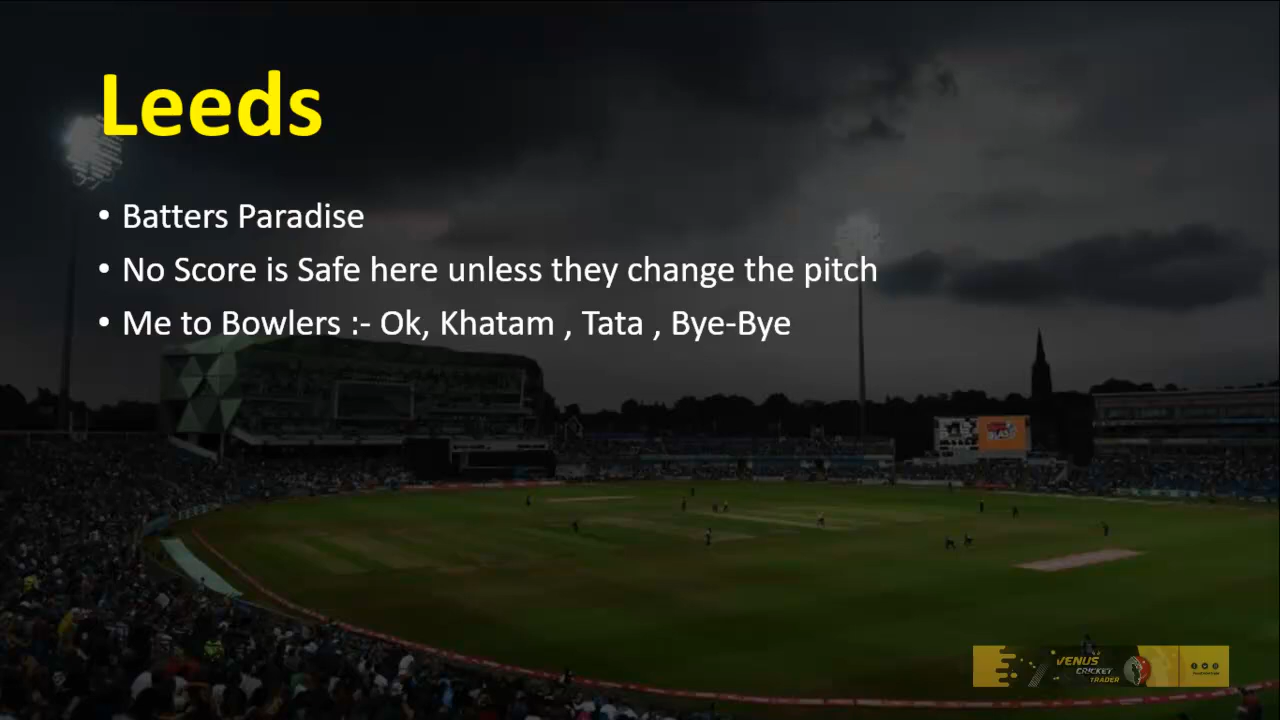 Leeds
• Batters Paradise
• No Score is Safe here unless they change the pitch
• Me to Bowlers :- Ok, Khatam , Tata , Bye-Bye
VENUS
CRICKET
TRADER